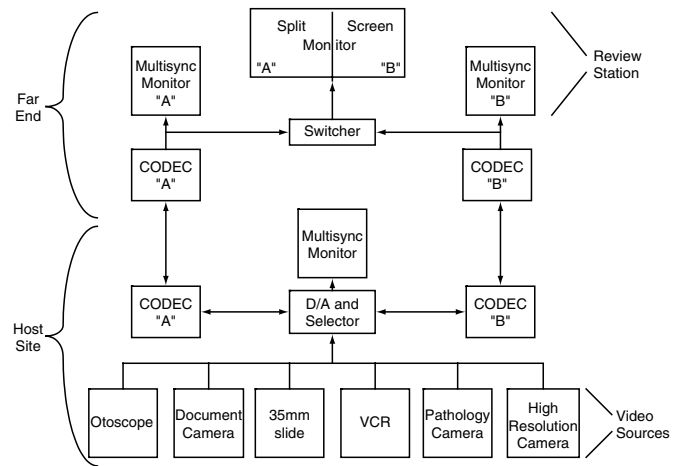 Split Screen
Monitor
"A" "B"
Multisync
Monitor
"A"
Multisync
Monitor
"B"
Review
Station
Far
End
Switcher
CODEC
"A"
CODEC
"B"
Multisync
Monitor
CODEC
"A"
D/A and
Selector
CODEC
"B"
Host
Site
Otoscope
Document
Camera
35mm
slide
VCR
Pathology
Camera
High
Resolution
Camera
Video
Sources